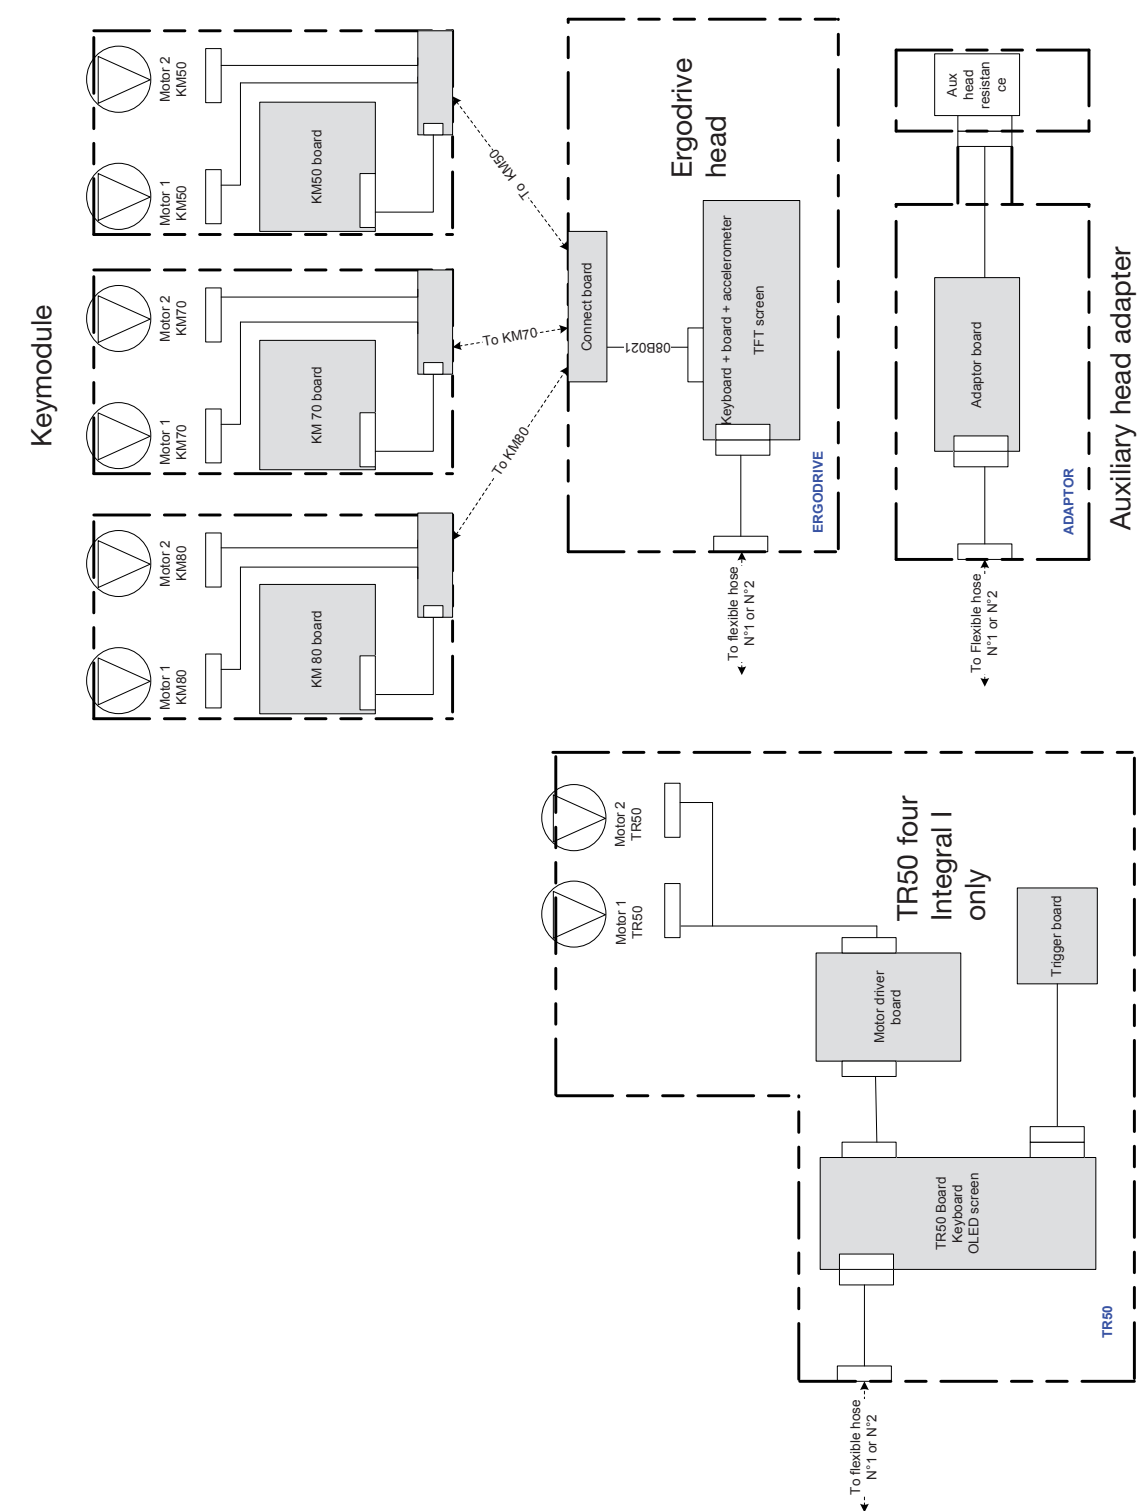 Keymodule
Motor 1
KM80
Motor 2
KM80
KM 80 board
Motor 1
KM70
Motor 2
KM70
KM 70 board
Motor 1
KM50
Motor 2
KM50
KM50 board
To KM80
To KM70
To KM50
Ergodrive
head
Connect board
08B021
Keyboard + board + accelerometer
TFT screen
ERGODRIVE
To flexible hose
N°1 or N°2
Aux
head
resistan
ce
Adaptor board
ADAPTOR
To Flexible hose
N°1 or N°2
Auxiliary head adapter
Motor 1
TR50
Motor 2
TR50
TR50 four
Integral I
only
Motor driver
board
Trigger board
TR50 Board
Keyboard
OLED screen
TR50
To flexible hose
N°1 or N°2